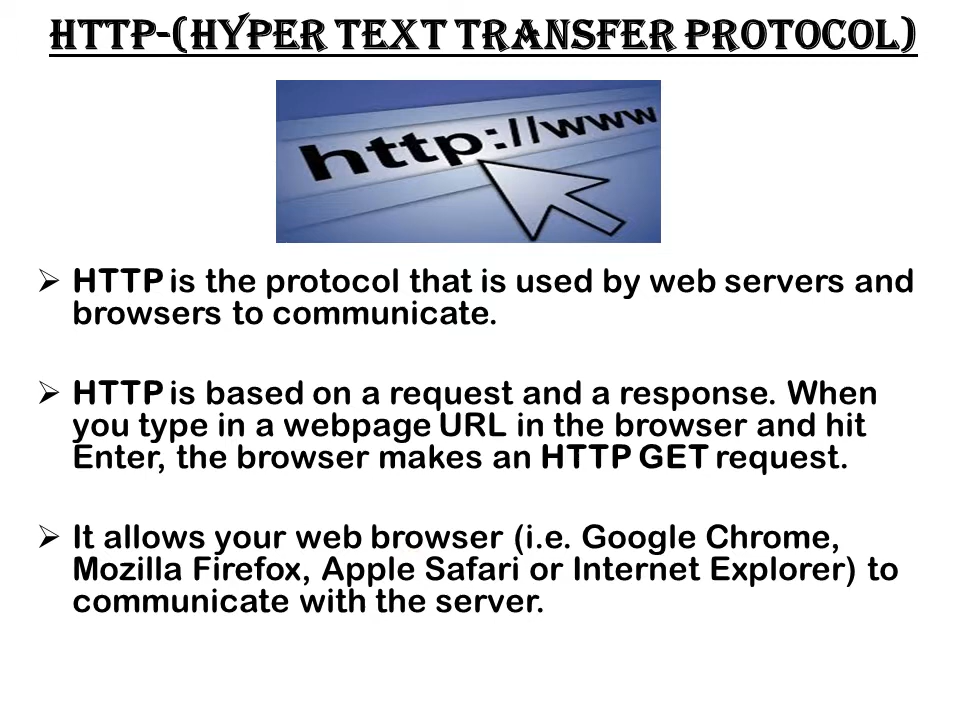 HTTP-(HYPER TEXT TRANSFER PROTOCOL)
http://www
➢ HTTP is the protocol that is used by web servers and
browsers to communicate.
➢ HTTP is based on a request and a response. When
you type in a webpage URL in the browser and hit
Enter, the browser makes an HTTP GET request.
➢ It allows your web browser (i.e. Google Chrome,
Mozilla Firefox, Apple Safari or Internet Explorer) to
communicate with the server.